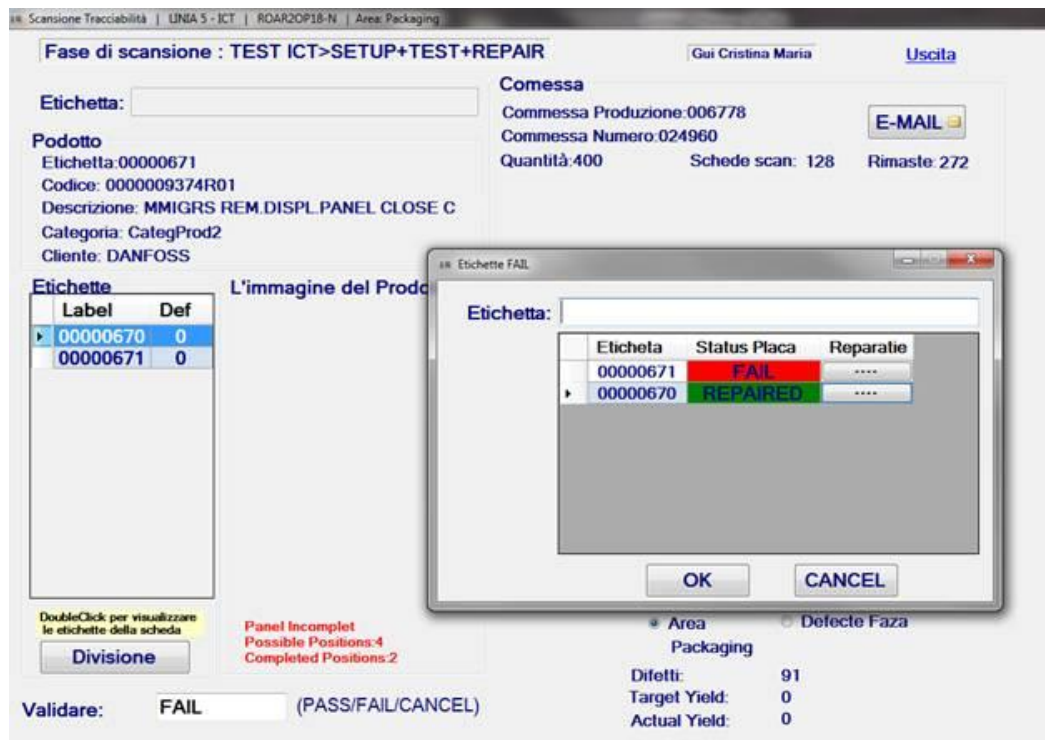 Scansione Tracciabilità | LINIA 5 - ICT | ROAR2OP18-N | Area: Packaging
Fase di scansione : TEST ICT>SETUP+TEST+REPAIR
Gui Cristina Maria
Uscita
Etichetta:
Comessa
Commessa Produzione:006778
Commessa Numero:024960
Quantità:400 Schede scan: 128 Rimaste: 272
E-MAIL
Podotto
Etichetta:00000671
Codice: 0000009374R01
Descrizione: MMIGRS REM.DISPL.PANEL CLOSE C
Categoria: CategProd2
Cliente: DANFOSS
Etichette
Label Def
00000670 0
00000671 0
L'immagine del Prodo
Etichette FAIL
Etichetta:
Eticheta Status Placa Reparatie
00000671 FAIL ----
00000670 REPAIRED ----
OK CANCEL
DoubleClick per visualizzare
le etichette della scheda
Divisione
Panel Incomplet
Possible Positions:4
Completed Positions:2
Area
Packaging
Defecte Faza
Difetti: 91
Target Yield: 0
Actual Yield: 0
Validare: FAIL (PASS/FAIL/CANCEL)